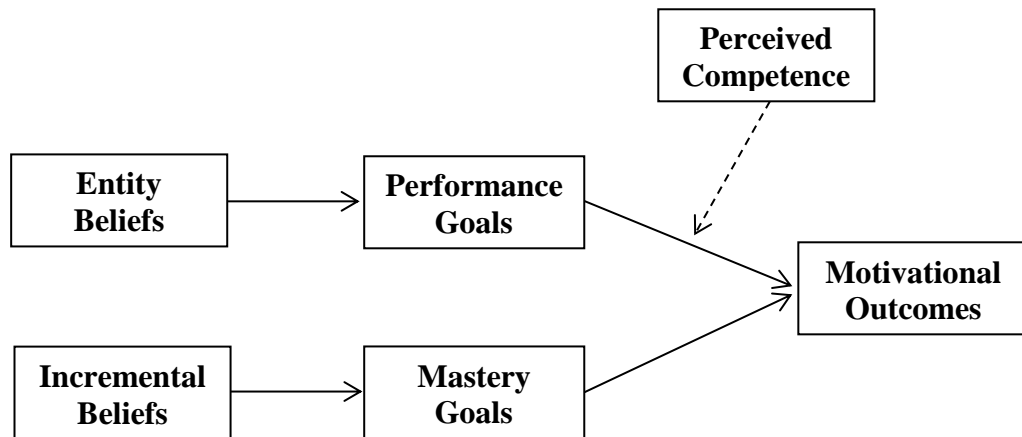 Perceived
Competence
Entity
Beliefs
Performance
Goals
Motivational
Outcomes
Incremental
Beliefs
Mastery
Goals